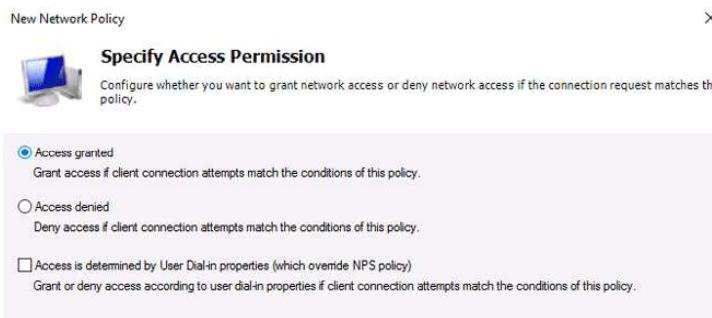 New Network Policy
Specify Access Permission
Configure whether you want to grant network access or deny network access if the connection request matches
policy.
Access granted
Grant access if client connection attempts match the conditions of this policy.
Access denied
Deny access if client connection attempts match the conditions of this policy.
Access is determined by User Dial-in properties (which override NPS policy)
Grant or deny access according to user dial-in properties if client connection attempts match the conditions of this policy.